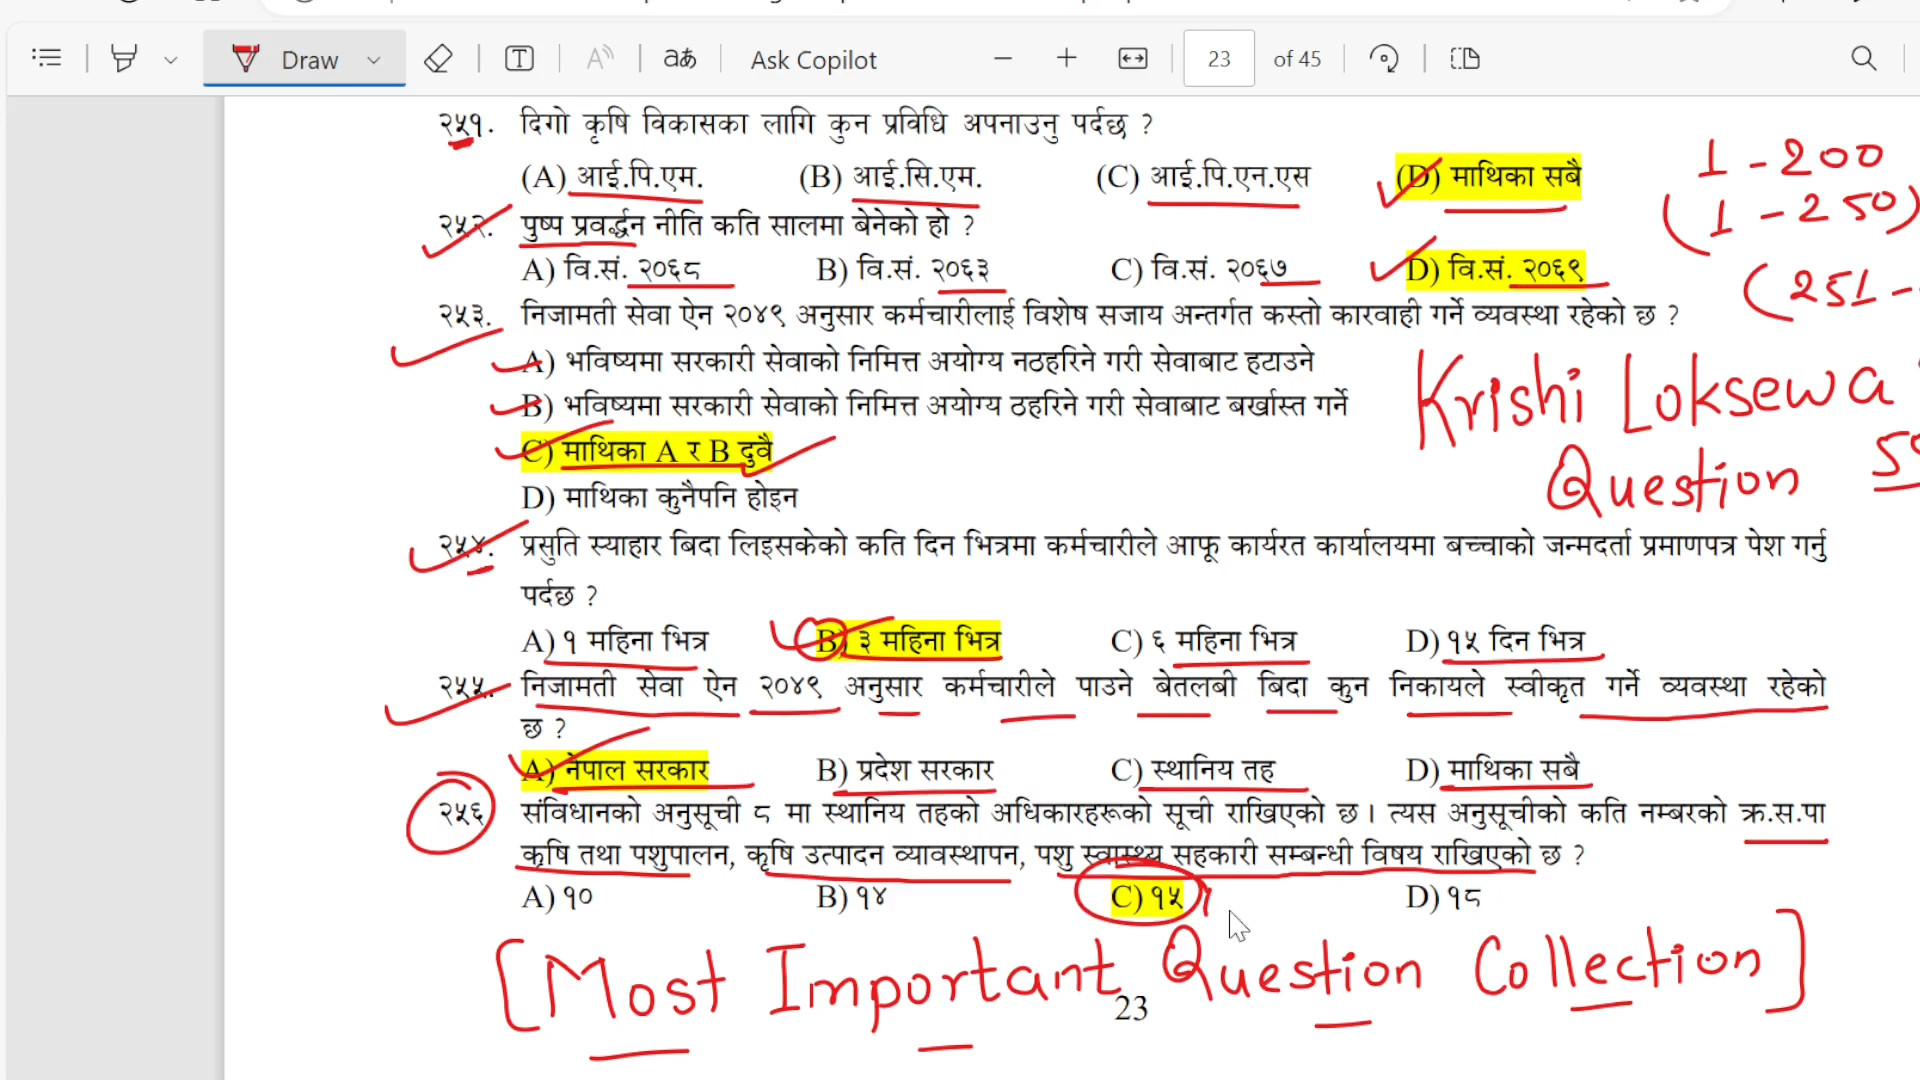 Draw
Ask Copilot
23 of 45
२५१. दिगो कृषि विकासका लागि कुन प्रविधि अपनाउनु पर्दछ ?
(A) आई.पि.एम. (B) आई.सि.एम. (C) आई.पि.एन.एस (D) माथिका सबै
1 - 200
२५२. पुष्प प्रवर्द्धन नीति कति सालमा बेनेको हो ?
(1 - 250)
A) वि.सं. २०६८ B) वि.सं. २०६३ C) वि.सं. २०६७ D) वि.सं. २०६९
(251 -
२५३. निजामती सेवा ऐन २०४९ अनुसार कर्मचारीलाई विशेष सजाय अन्तर्गत कस्तो कारवाही गर्ने व्यवस्था रहेको छ ?
A) भविष्यमा सरकारी सेवाको निमित्त अयोग्य नठहरिने गरी सेवाबाट हटाउने
B) भविष्यमा सरकारी सेवाको निमित्त अयोग्य ठहरिने गरी सेवाबाट बर्खास्त गर्ने
Krishi Loksewa
C) माथिका A र B दुवै
Question
D) माथिका कुनैपनि होइन
२५४. प्रसुति स्याहार बिदा लिइसकेको कति दिन भित्रमा कर्मचारीले आफू कार्यरत कार्यालयमा बच्चाको जन्मदर्ता प्रमाणपत्र पेश गर्नु
पर्दछ ?
A) १ महिना भित्र B) ३ महिना भित्र C) ६ महिना भित्र D) १५ दिन भित्र
२५५. निजामती सेवा ऐन २०४९ अनुसार कर्मचारीले पाउने बेतलबी बिदा कुन निकायले स्वीकृत गर्ने व्यवस्था रहेको
छ ?
A) नेपाल सरकार B) प्रदेश सरकार C) स्थानिय तह D) माथिका सबै
२५६ संविधानको अनुसूची ८ मा स्थानिय तहको अधिकारहरूको सूची राखिएको छ । त्यस अनुसूचीको कति नम्बरको क्र.स.पा
कृषि तथा पशुपालन, कृषि उत्पादन व्यावस्थापन, पशु स्वास्थ्य सहकारी सम्बन्धी विषय राखिएको छ ?
A) १० B) १४ C) १५ D) १८
[Most Important Question Collection]
23